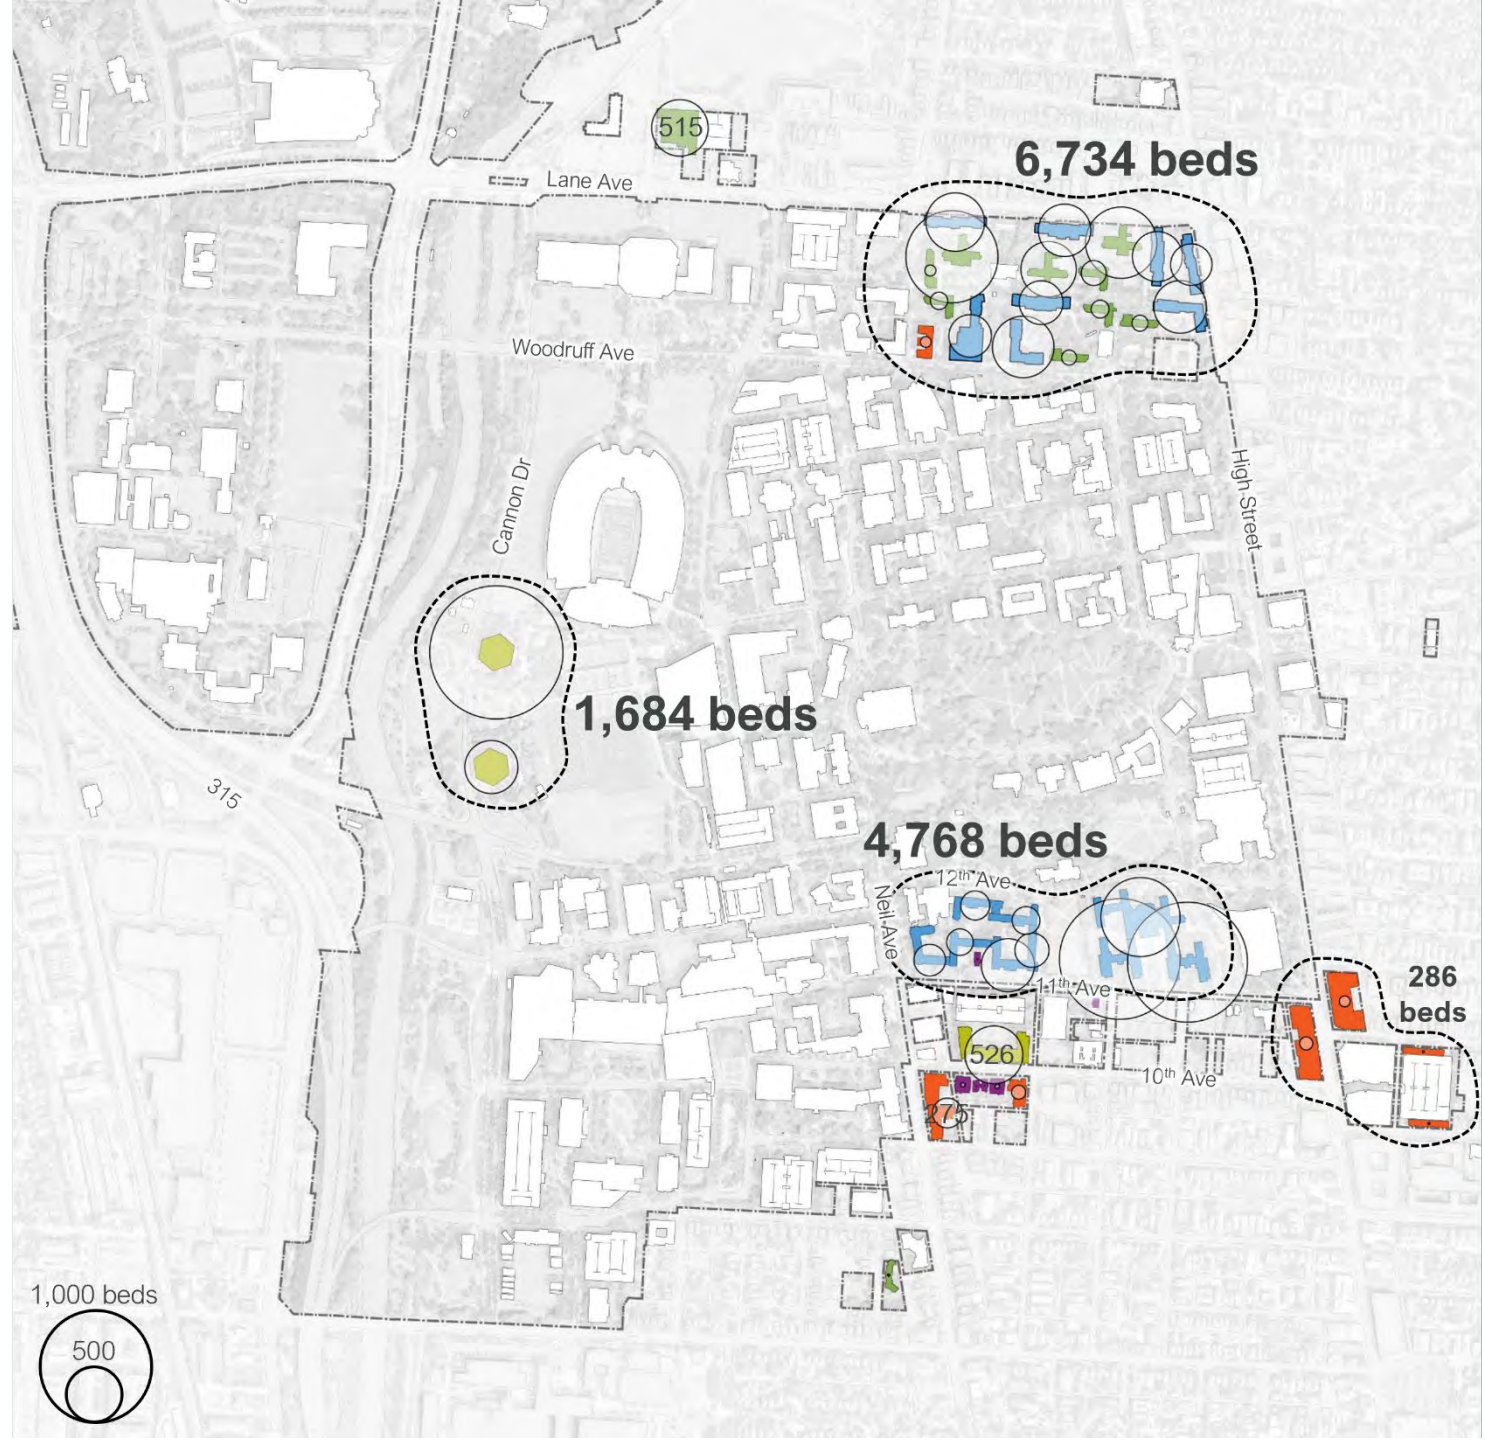 515
6,734 beds
Lane Ave
Woodruff Ave
Cannon Dr
High Street
1,684 beds
315
4,768 beds
12th Ave
Neil Ave
11th Ave
286
beds
526
10th Ave
275
1,000 beds
500